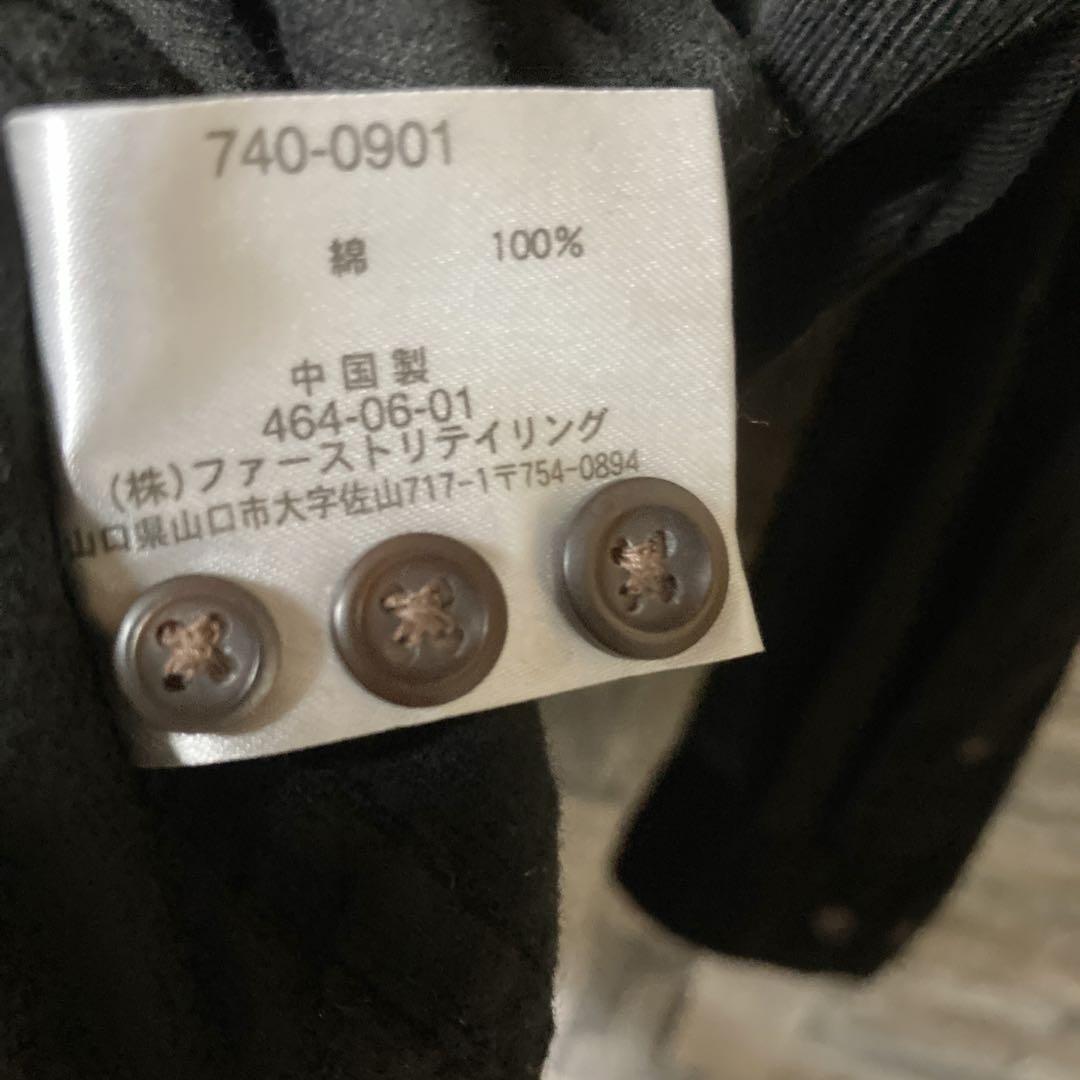 740-0901
綿 100%
中国製
464-06-01
(株)ファーストリテイリング
山口県山口市大字佐山717-1〒754-0894